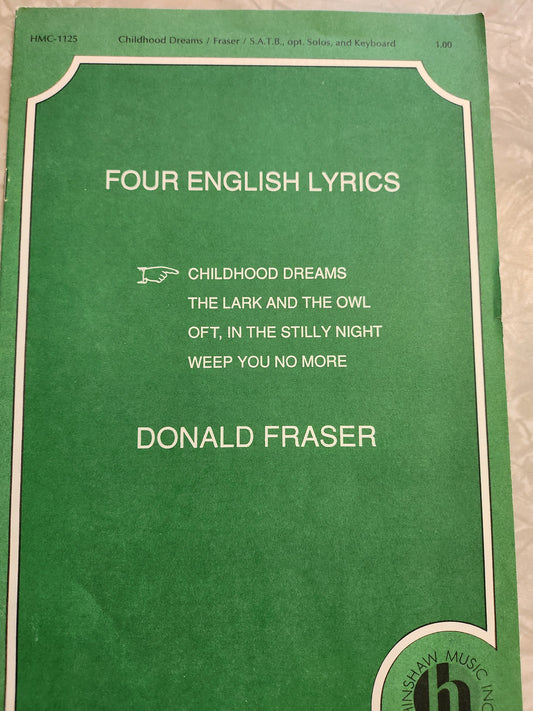 HMC-1125 Childhood Dreams / Fraser / S.A.T.B., opt. Solos, and Keyboard 1.00
FOUR ENGLISH LYRICS
CHILDHOOD DREAMS
THE LARK AND THE OWL
OFT, IN THE STILLY NIGHT
WEEP YOU NO MORE
DONALD FRASER
HINSHAW MUSIC INC
h